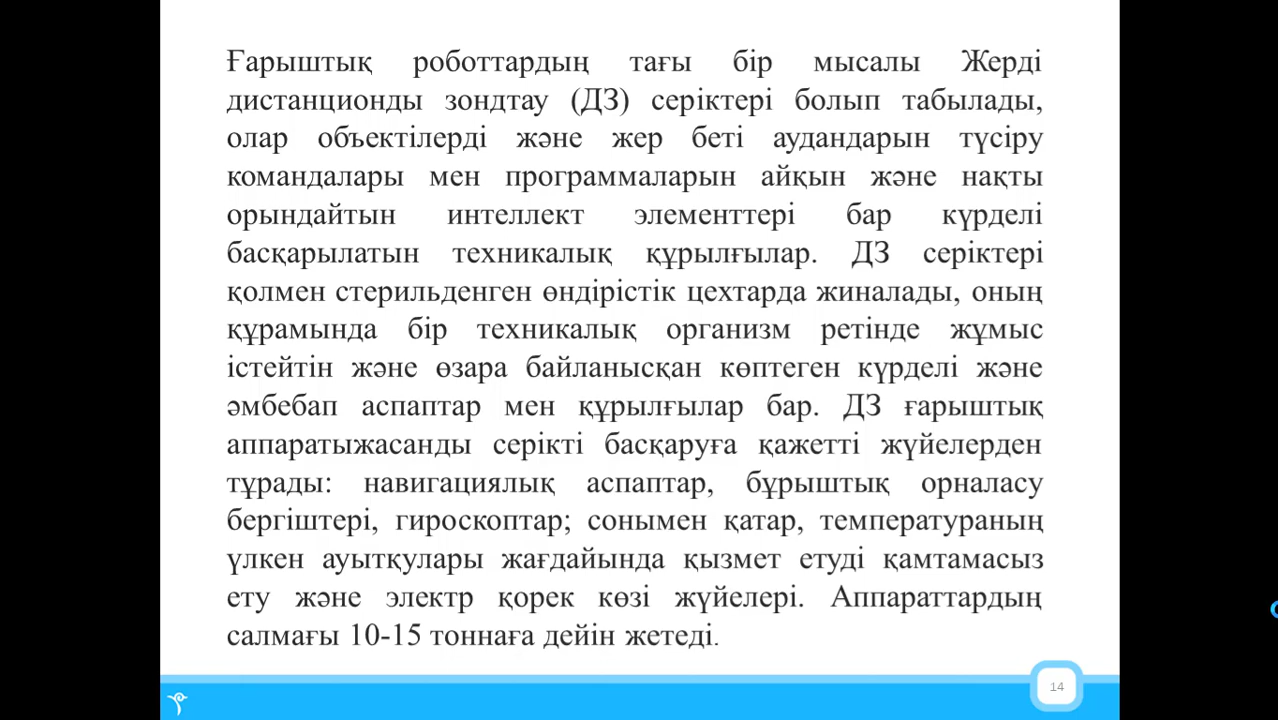 Ғарыштық роботтардың тағы бір мысалы Жерді
дистанционды зондтау (ДЗ) серіктері болып табылады,
олар объектілерді және жер беті аудандарын түсіру
командалары мен программаларын айқын және нақты
орындайтын интеллект элементтері бар күрделі
басқарылатын техникалық құрылғылар. ДЗ серіктері
қолмен стерильденген өндірістік цехтарда жиналады, оның
құрамында бір техникалық организм ретінде жұмыс
істейтін және өзара байланысқан көптеген күрделі және
әмбебап аспаптар мен құрылғылар бар. ДЗ ғарыштық
аппаратыжасанды серікті басқаруға қажетті жүйелерден
тұрады: навигациялық аспаптар, бұрыштық орналасу
бергіштері, гироскоптар; сонымен қатар, температураның
үлкен ауытқулары жағдайында қызмет етуді қамтамасыз
ету және электр қорек көзі жүйелері. Аппараттардың
салмағы 10-15 тоннаға дейін жетеді.
14